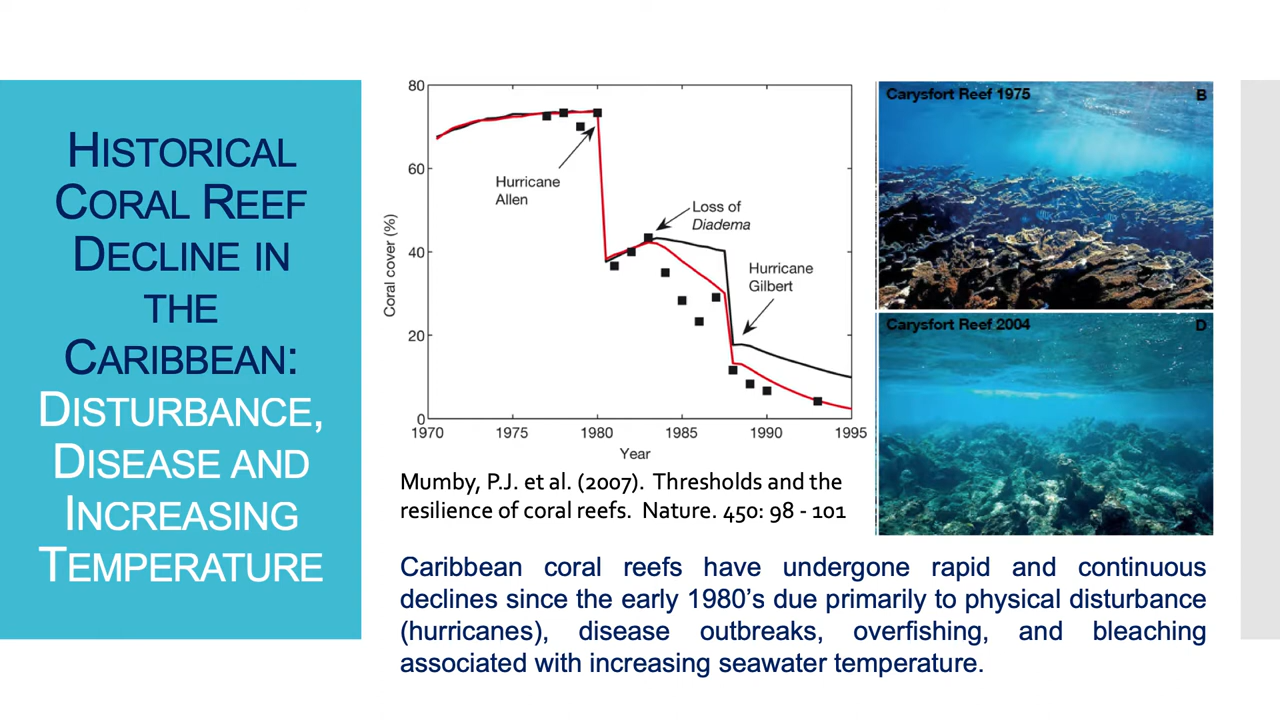 HISTORICAL
CORAL REEF
DECLINE IN
THE
CARIBBEAN:
DISTURBANCE,
DISEASE AND
INCREASING
TEMPERATURE
80
60
40
20
0
Coral cover (%)
Hurricane
Allen
Loss of
Diadema
Hurricane
Gilbert
1970 1975 1980 1985 1990 1995
Year
Carysfort Reef 1975 B
Carysfort Reef 2004 D
Mumby, P.J. et al. (2007). Thresholds and the
resilience of coral reefs. Nature. 450: 98 - 101
Caribbean coral reefs have undergone rapid and continuous
declines since the early 1980’s due primarily to physical disturbance
(hurricanes), disease outbreaks, overfishing, and bleaching
associated with increasing seawater temperature.